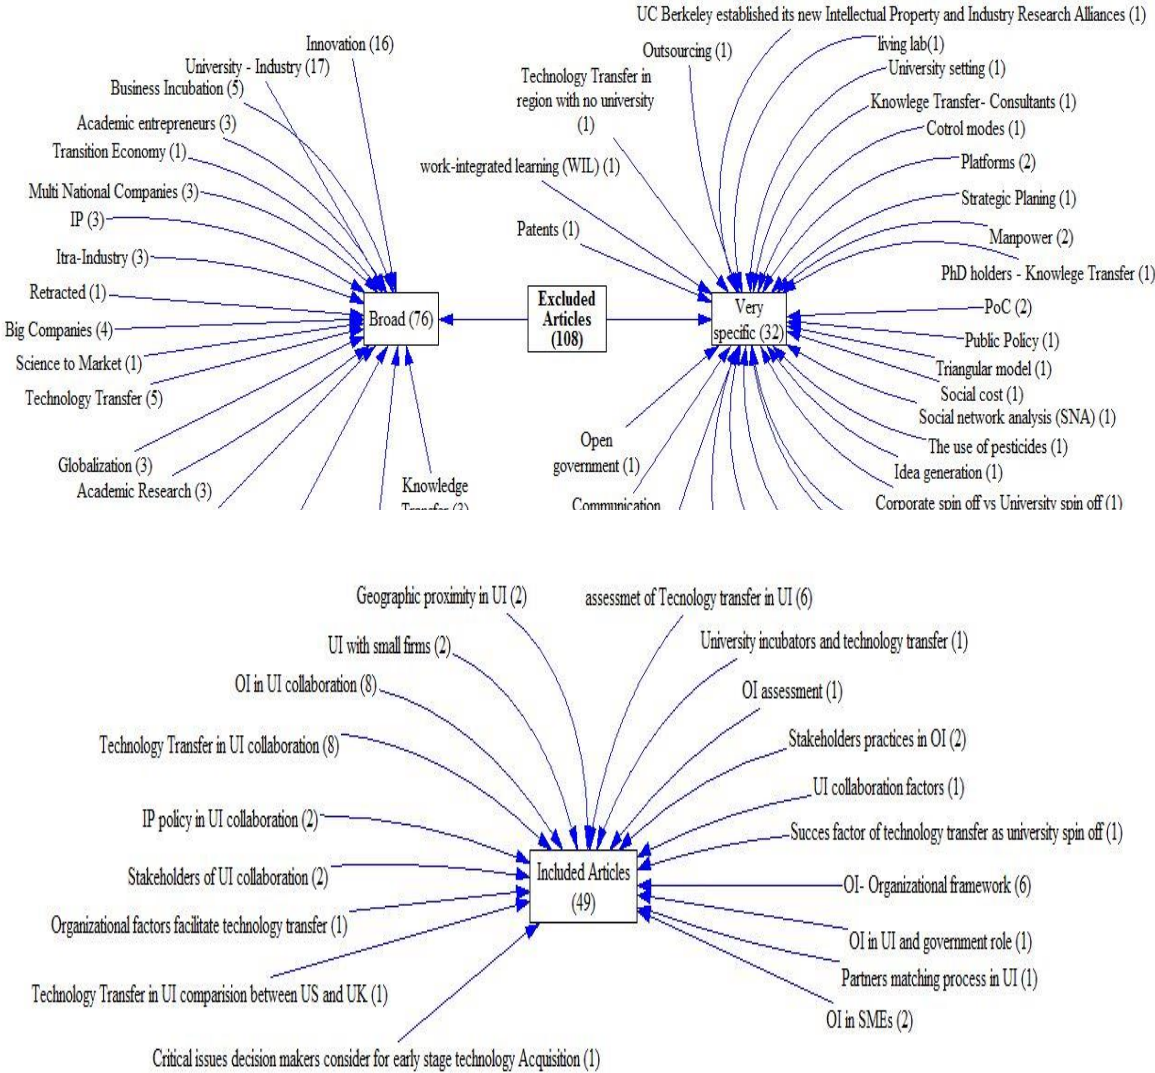 UC Berkeley established its new Intellectual Property and Industry Research Alliances (1)
Innovation (16)
Outsourcing (1)
living lab(1)
University - Industry (17)
University setting (1)
Business Incubation (5)
Technology Transfer in
region with no university
(1)
Knowlege Transfer- Consultants (1)
Academic entrepreneurs (3)
Cotrol modes (1)
Transition Economy (1)
work-integrated learning (WIL) (1)
Platforms (2)
Multi National Companies (3)
Strategic Planing (1)
IP (3)
Patents (1)
Manpower (2)
Itra-Industry (3)
PhD holders - Knowlege Transfer (1)
Retracted (1)
Broad (76)
Excluded
Articles
(108)
Very
specific (32)
PoC (2)
Big Companies (4)
Public Policy (1)
Science to Market (1)
Triangular model (1)
Technology Transfer (5)
Social cost (1)
Social network analysis (SNA) (1)
Open
government (1)
The use of pesticides (1)
Globalization (3)
Idea generation (1)
Academic Research (3)
Knowledge
Transfer (3)
Communication
Corporate spin off vs University spin off (1)
Geographic proximity in UI (2)
assessmet of Tecnology transfer in UI (6)
UI with small firms (2)
University incubators and technology transfer (1)
OI in UI collaboration (8)
OI assessment (1)
Technology Transfer in UI collaboration (8)
Stakeholders practices in OI (2)
UI collaboration factors (1)
IP policy in UI collaboration (2)
Succes factor of technology transfer as university spin off (1)
Included Articles
(49)
Stakeholders of UI collaboration (2)
OI- Organizational framework (6)
Organizational factors facilitate technology transfer (1)
OI in UI and government role (1)
Partners matching process in UI (1)
Technology Transfer in UI comparision between US and UK (1)
OI in SMEs (2)
Critical issues decision makers consider for early stage technology Acquisition (1)